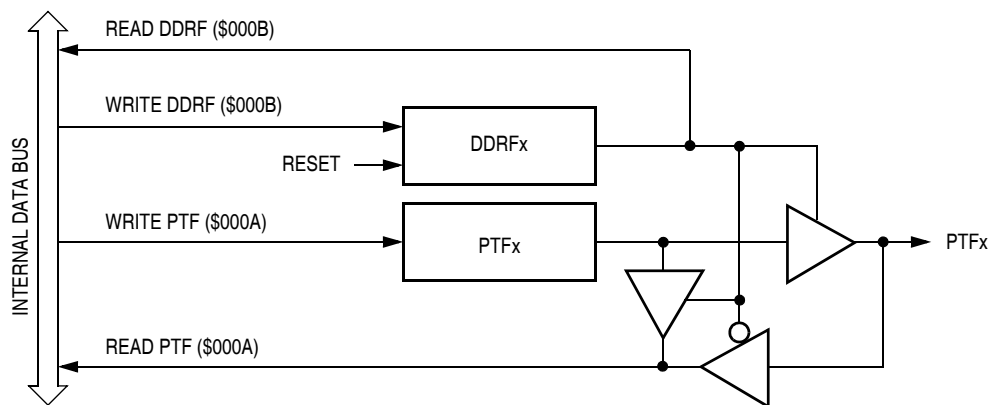 READ DDRF ($000B)
WRITE DDRF ($000B)
DDRFx
RESET
INTERNAL DATA BUS
WRITE PTF ($000A)
PTFx
PTFx
READ PTF ($000A)